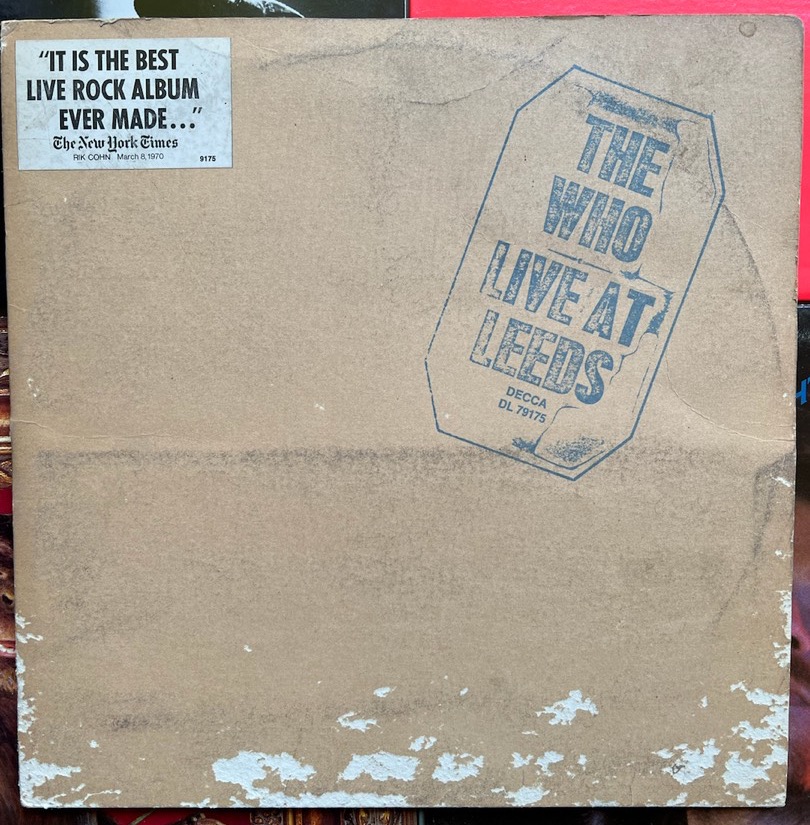 “IT IS THE BEST
LIVE ROCK ALBUM
EVER MADE...”
The New York Times
RIK COHN March 8, 1970 9175
THE
WHO
LIVE AT
LEEDS
DECCA
DL 79175